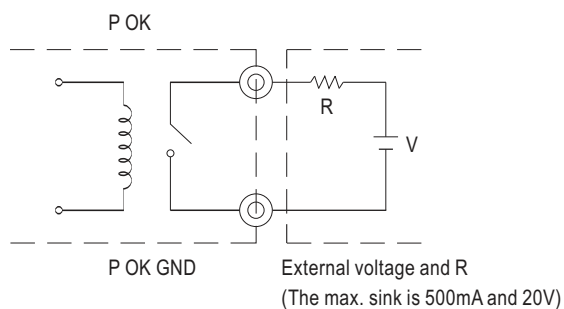 P OK
R
V
P OK GND
External voltage and R
(The max. sink is 500mA and 20V)